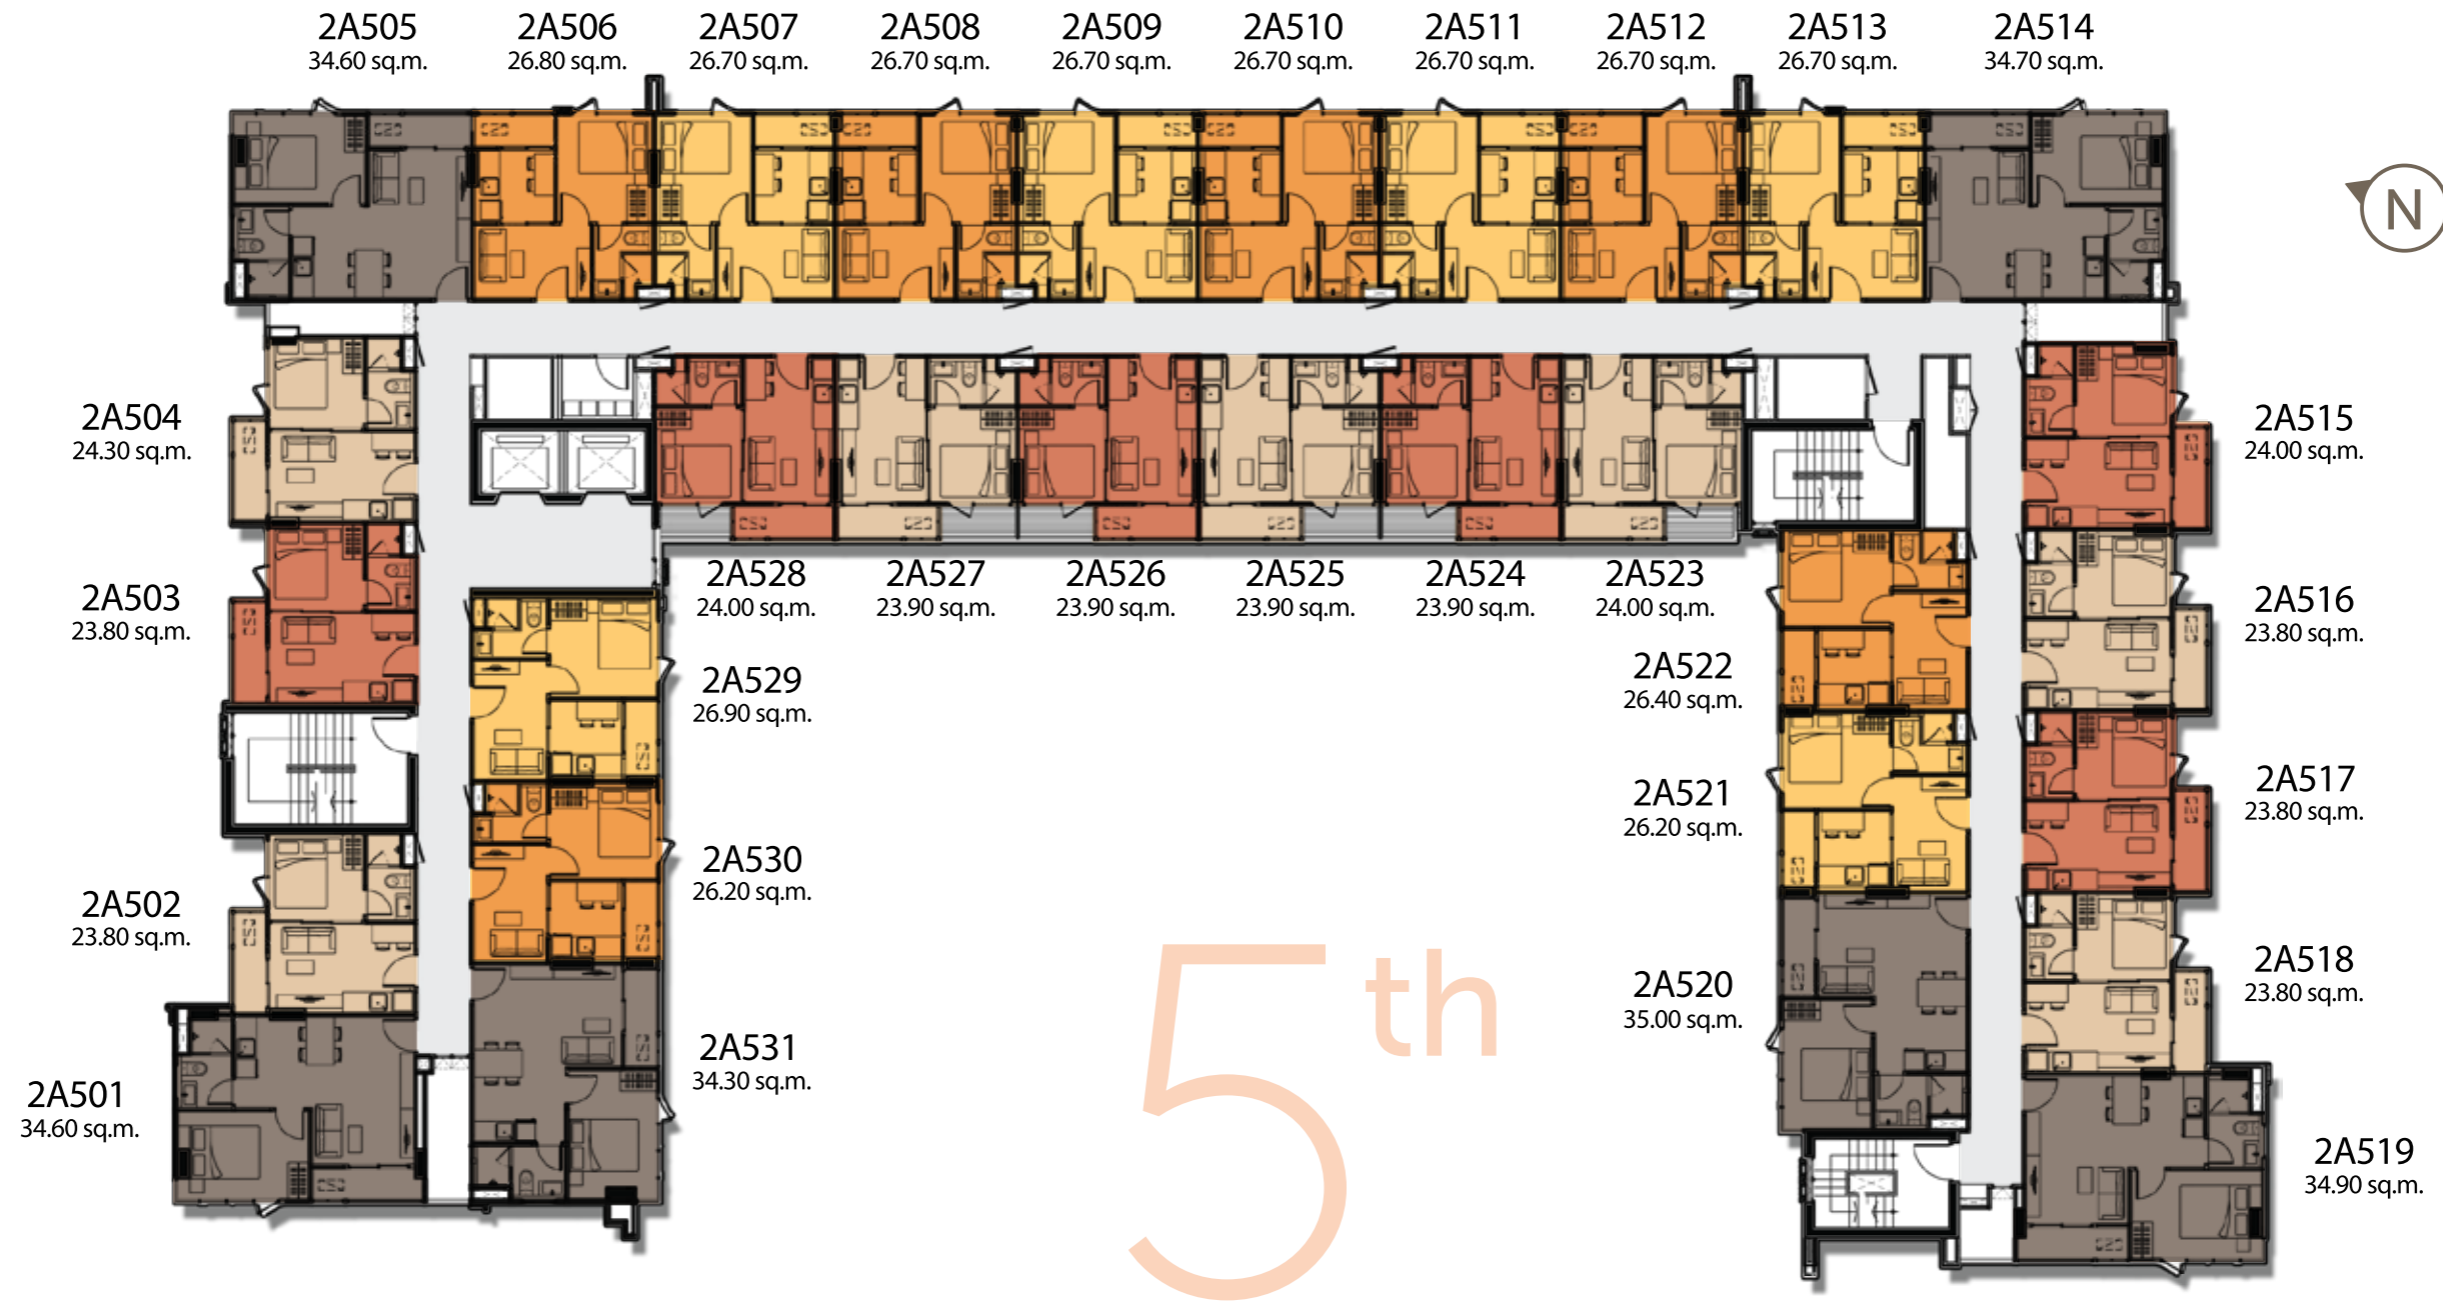 2A505
34.60 sq.m.
2A506
26.80 sq.m.
2A507
26.70 sq.m.
2A508
26.70 sq.m.
2A509
26.70 sq.m.
2A510
26.70 sq.m.
2A511
26.70 sq.m.
2A512
26.70 sq.m.
2A513
26.70 sq.m.
2A514
34.70 sq.m.
N
2A504
24.30 sq.m.
2A515
24.00 sq.m.
2A503
23.80 sq.m.
2A528
24.00 sq.m.
2A527
23.90 sq.m.
2A526
23.90 sq.m.
2A525
23.90 sq.m.
2A524
23.90 sq.m.
2A523
24.00 sq.m.
2A516
23.80 sq.m.
2A529
26.90 sq.m.
2A522
26.40 sq.m.
2A521
26.20 sq.m.
2A517
23.80 sq.m.
2A530
26.20 sq.m.
2A502
23.80 sq.m.
2A520
35.00 sq.m.
2A518
23.80 sq.m.
2A531
34.30 sq.m.
2A501
34.60 sq.m.
2A519
34.90 sq.m.
5th